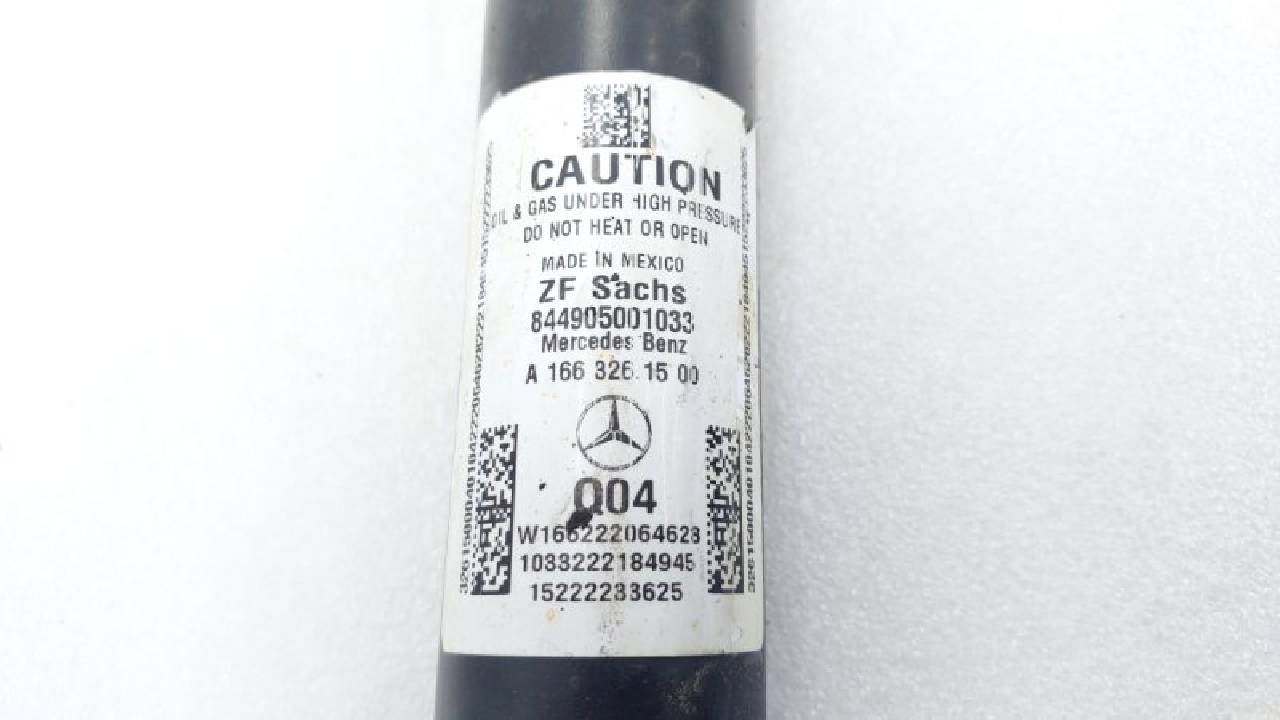 CAUTION
OIL & GAS UNDER HIGH PRESSURE
DO NOT HEAT OR OPEN
MADE IN MEXICO
ZF Sachs
844905001033
Mercedes Benz
A 166 326 15 00
Q04
W166222064628
1033222184945
15222233625